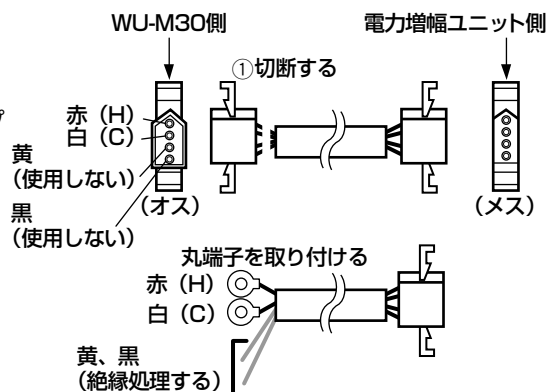 WU-M30側
電力増幅ユニット側
①切断する
プ
赤（H）
白（C）
黄
（使用しない）
黒
（使用しない）
（オス）
（メス）
丸端子を取り付ける
赤（H）
白（C）
黄、黒
（絶縁処理する）